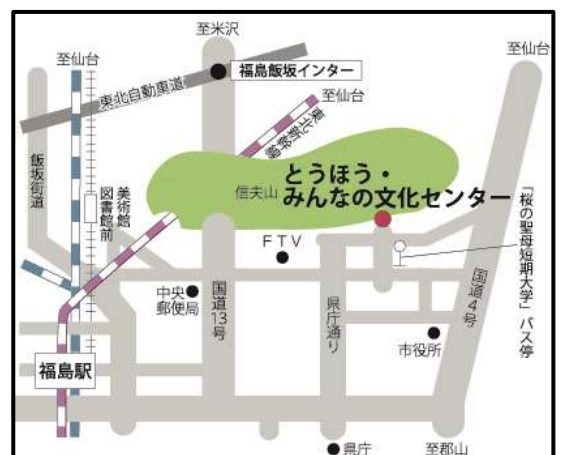 至米沢
至仙台
至仙台
福島飯坂インター
東北自動車道
至仙台
東北新幹線
飯坂街道
美術館
図書館前
信夫山
とうほう・
みんなの文化センター
「桜の聖母短期大学」バス停
FTV
中央
郵便局
国道13号
県庁通り
国道4号
市役所
福島駅
県庁
至郡山